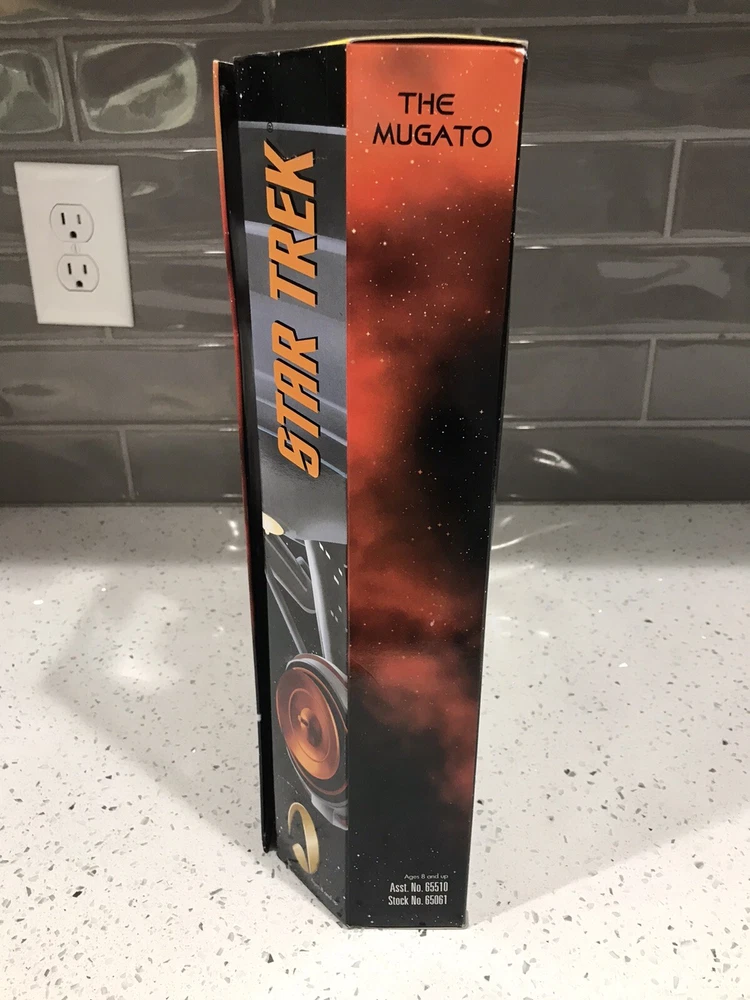 STAR TREK
®
THE
MUGATO
Ages 8 and up
Asst. No. 65510
Stock No. 65061